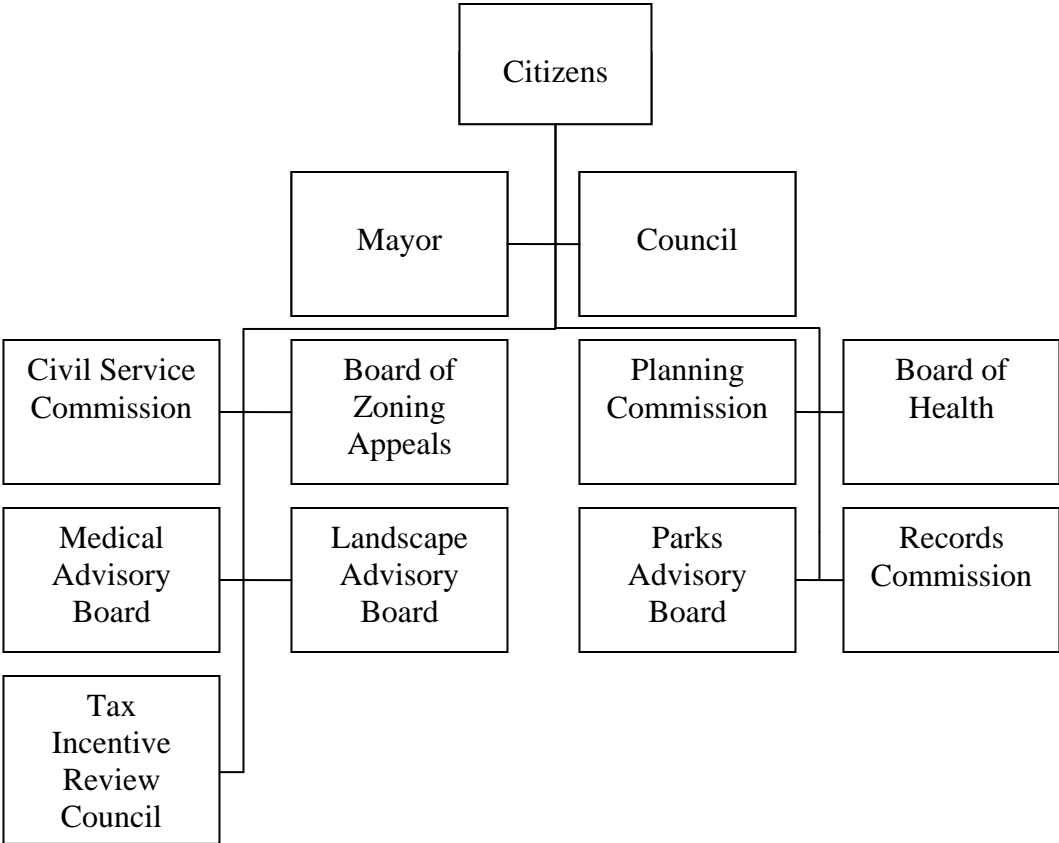 Citizens
Mayor
Council
Civil Service
Commission
Board of
Zoning
Appeals
Planning
Commission
Board of
Health
Medical
Advisory
Board
Landscape
Advisory
Board
Parks
Advisory
Board
Records
Commission
Tax
Incentive
Review
Council